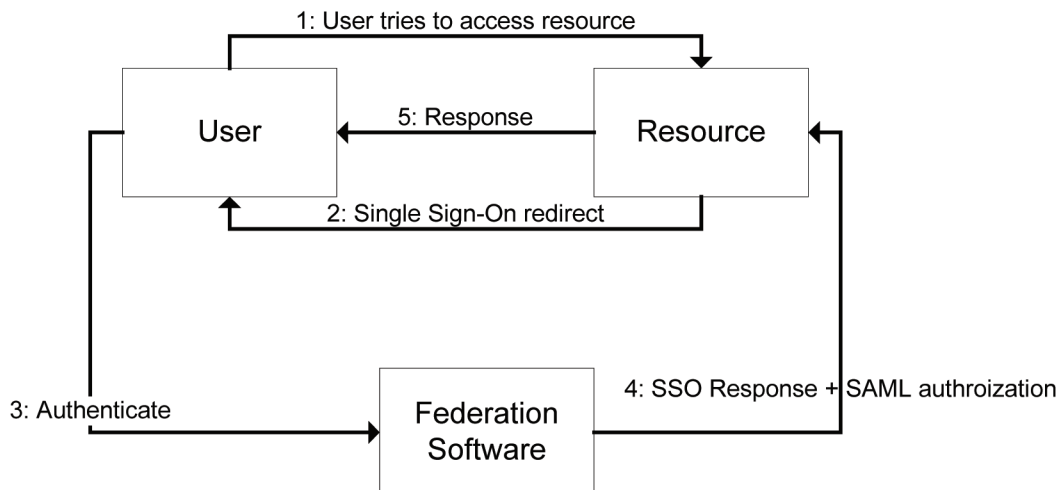 1: User tries to access resource
User
5: Response
Resource
2: Single Sign-On redirect
3: Authenticate
Federation
Software
4: SSO Response + SAML authroization